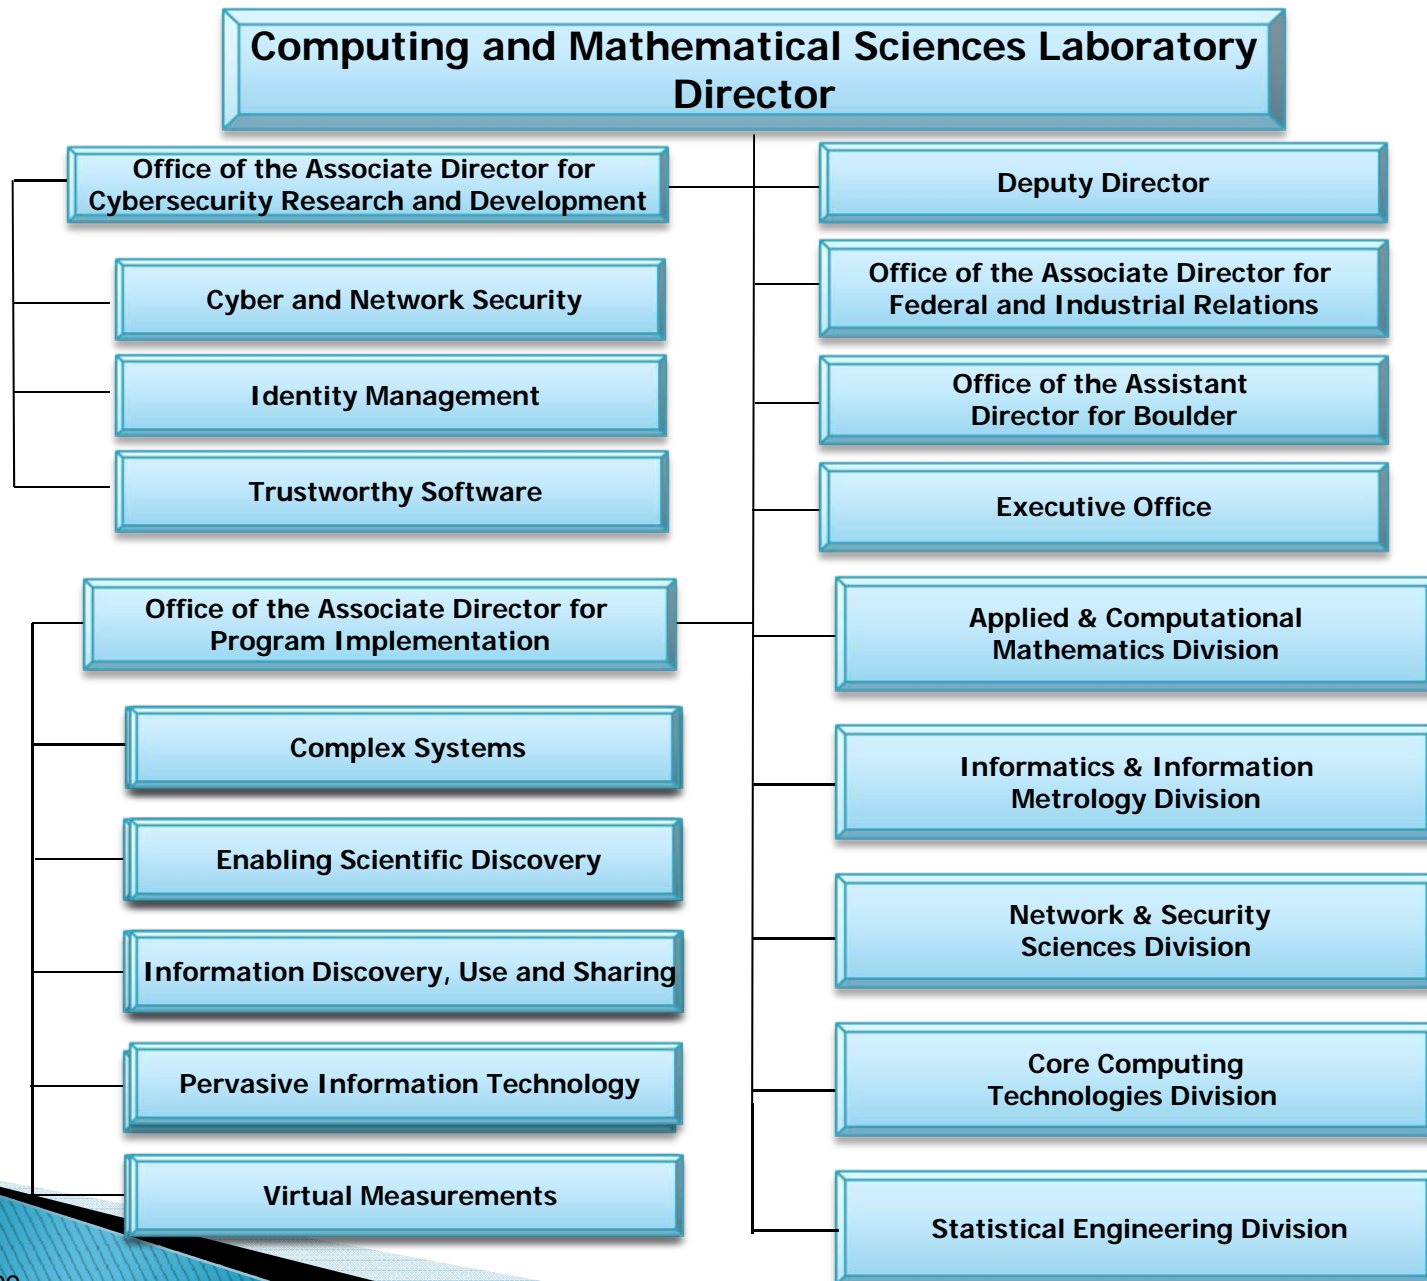 Computing and Mathematical Sciences Laboratory
Director
Office of the Associate Director for
Cybersecurity Research and Development
Deputy Director
Cyber and Network Security
Office of the Associate Director for
Federal and Industrial Relations
Identity Management
Office of the Assistant
Director for Boulder
Trustworthy Software
Executive Office
Office of the Associate Director for
Program Implementation
Applied & Computational
Mathematics Division
Complex Systems
Informatics & Information
Metrology Division
Enabling Scientific Discovery
Network & Security
Sciences Division
Information Discovery, Use and Sharing
Pervasive Information Technology
Core Computing
Technologies Division
Virtual Measurements
Statistical Engineering Division